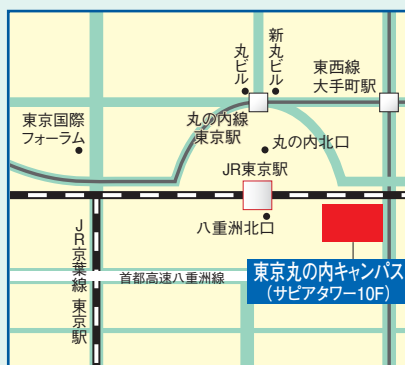 丸ビル
新丸ビル
東西線
大手町駅
東京国際
フォーラム
丸の内線
東京駅
丸の内北口
JR東京駅
八重洲北口
JR京葉線 東京駅
首都高速八重洲線
東京丸の内キャンパス
(サピアタワー10F)